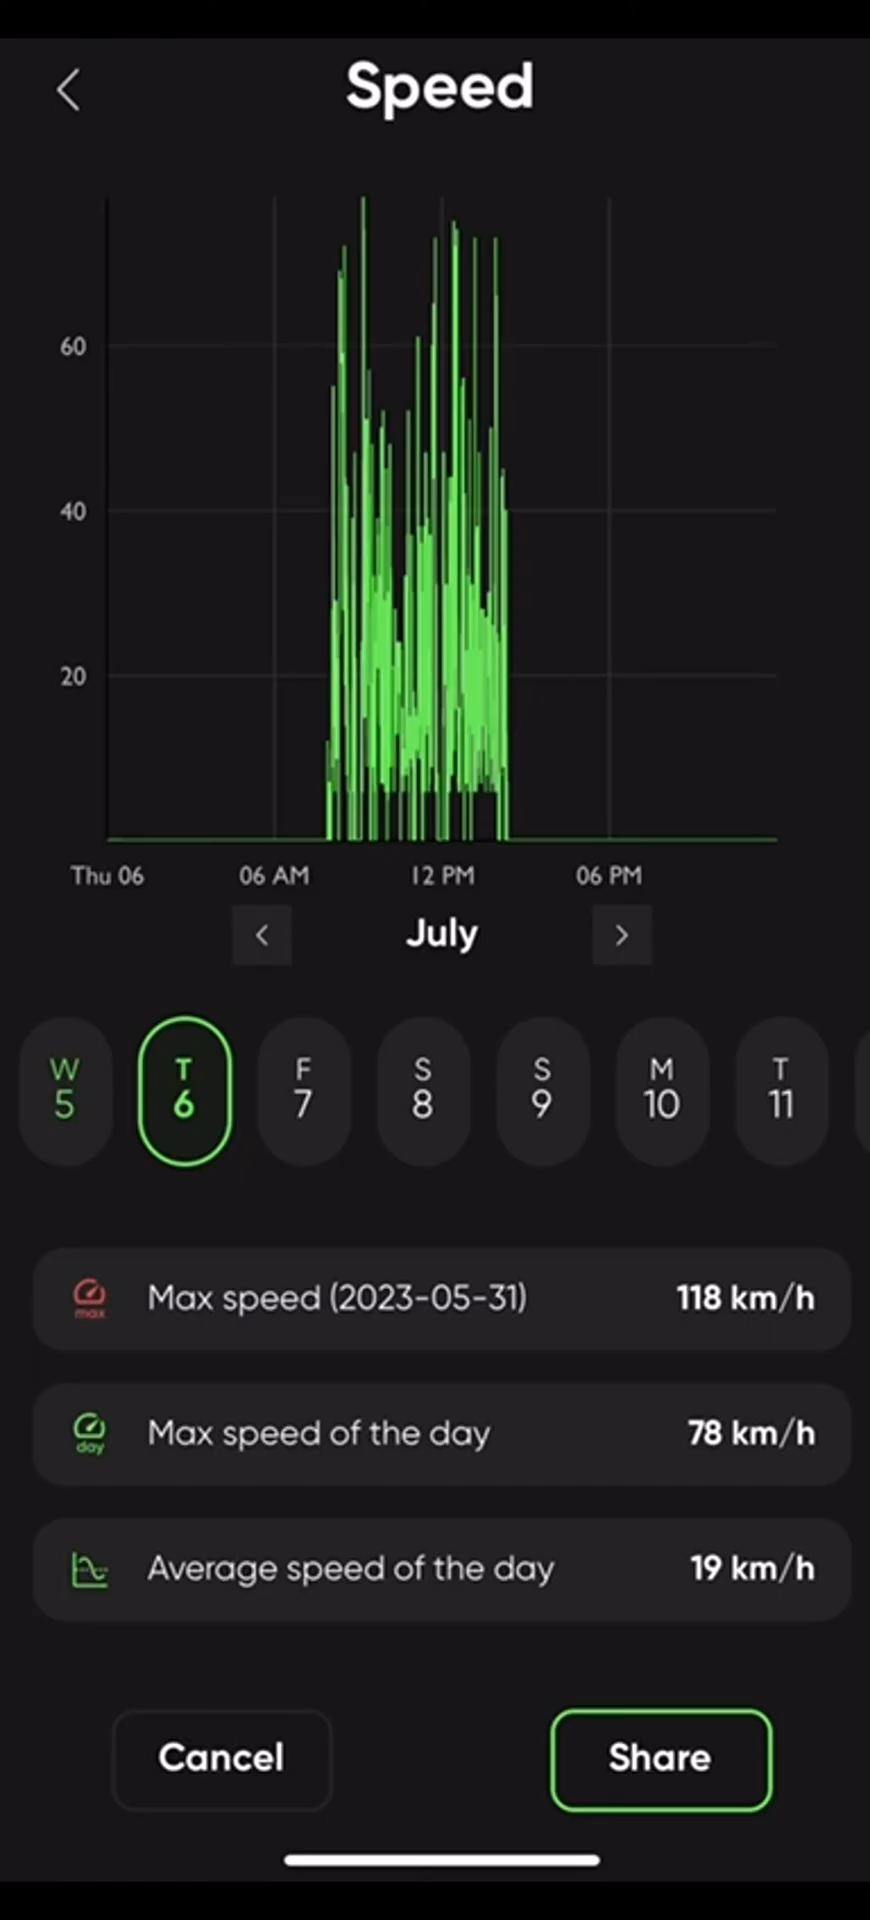 Speed
60
40
20
Thu 06 06 AM 12 PM 06 PM
July
W T F S S M T
5 6 7 8 9 10 11
max
Max speed (2023-05-31) 118 km/h
day
Max speed of the day 78 km/h
Average speed of the day 19 km/h
Cancel Share